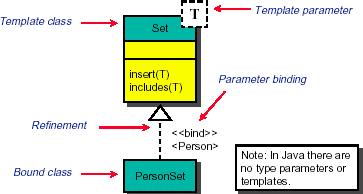 Template class
Set
T
Template parameter
insert(T)
includes(T)
Parameter binding
Refinement
<<bind>>
<Person>
Bound class
PersonSet
Note: In Java there are
no type parameters or
templates.